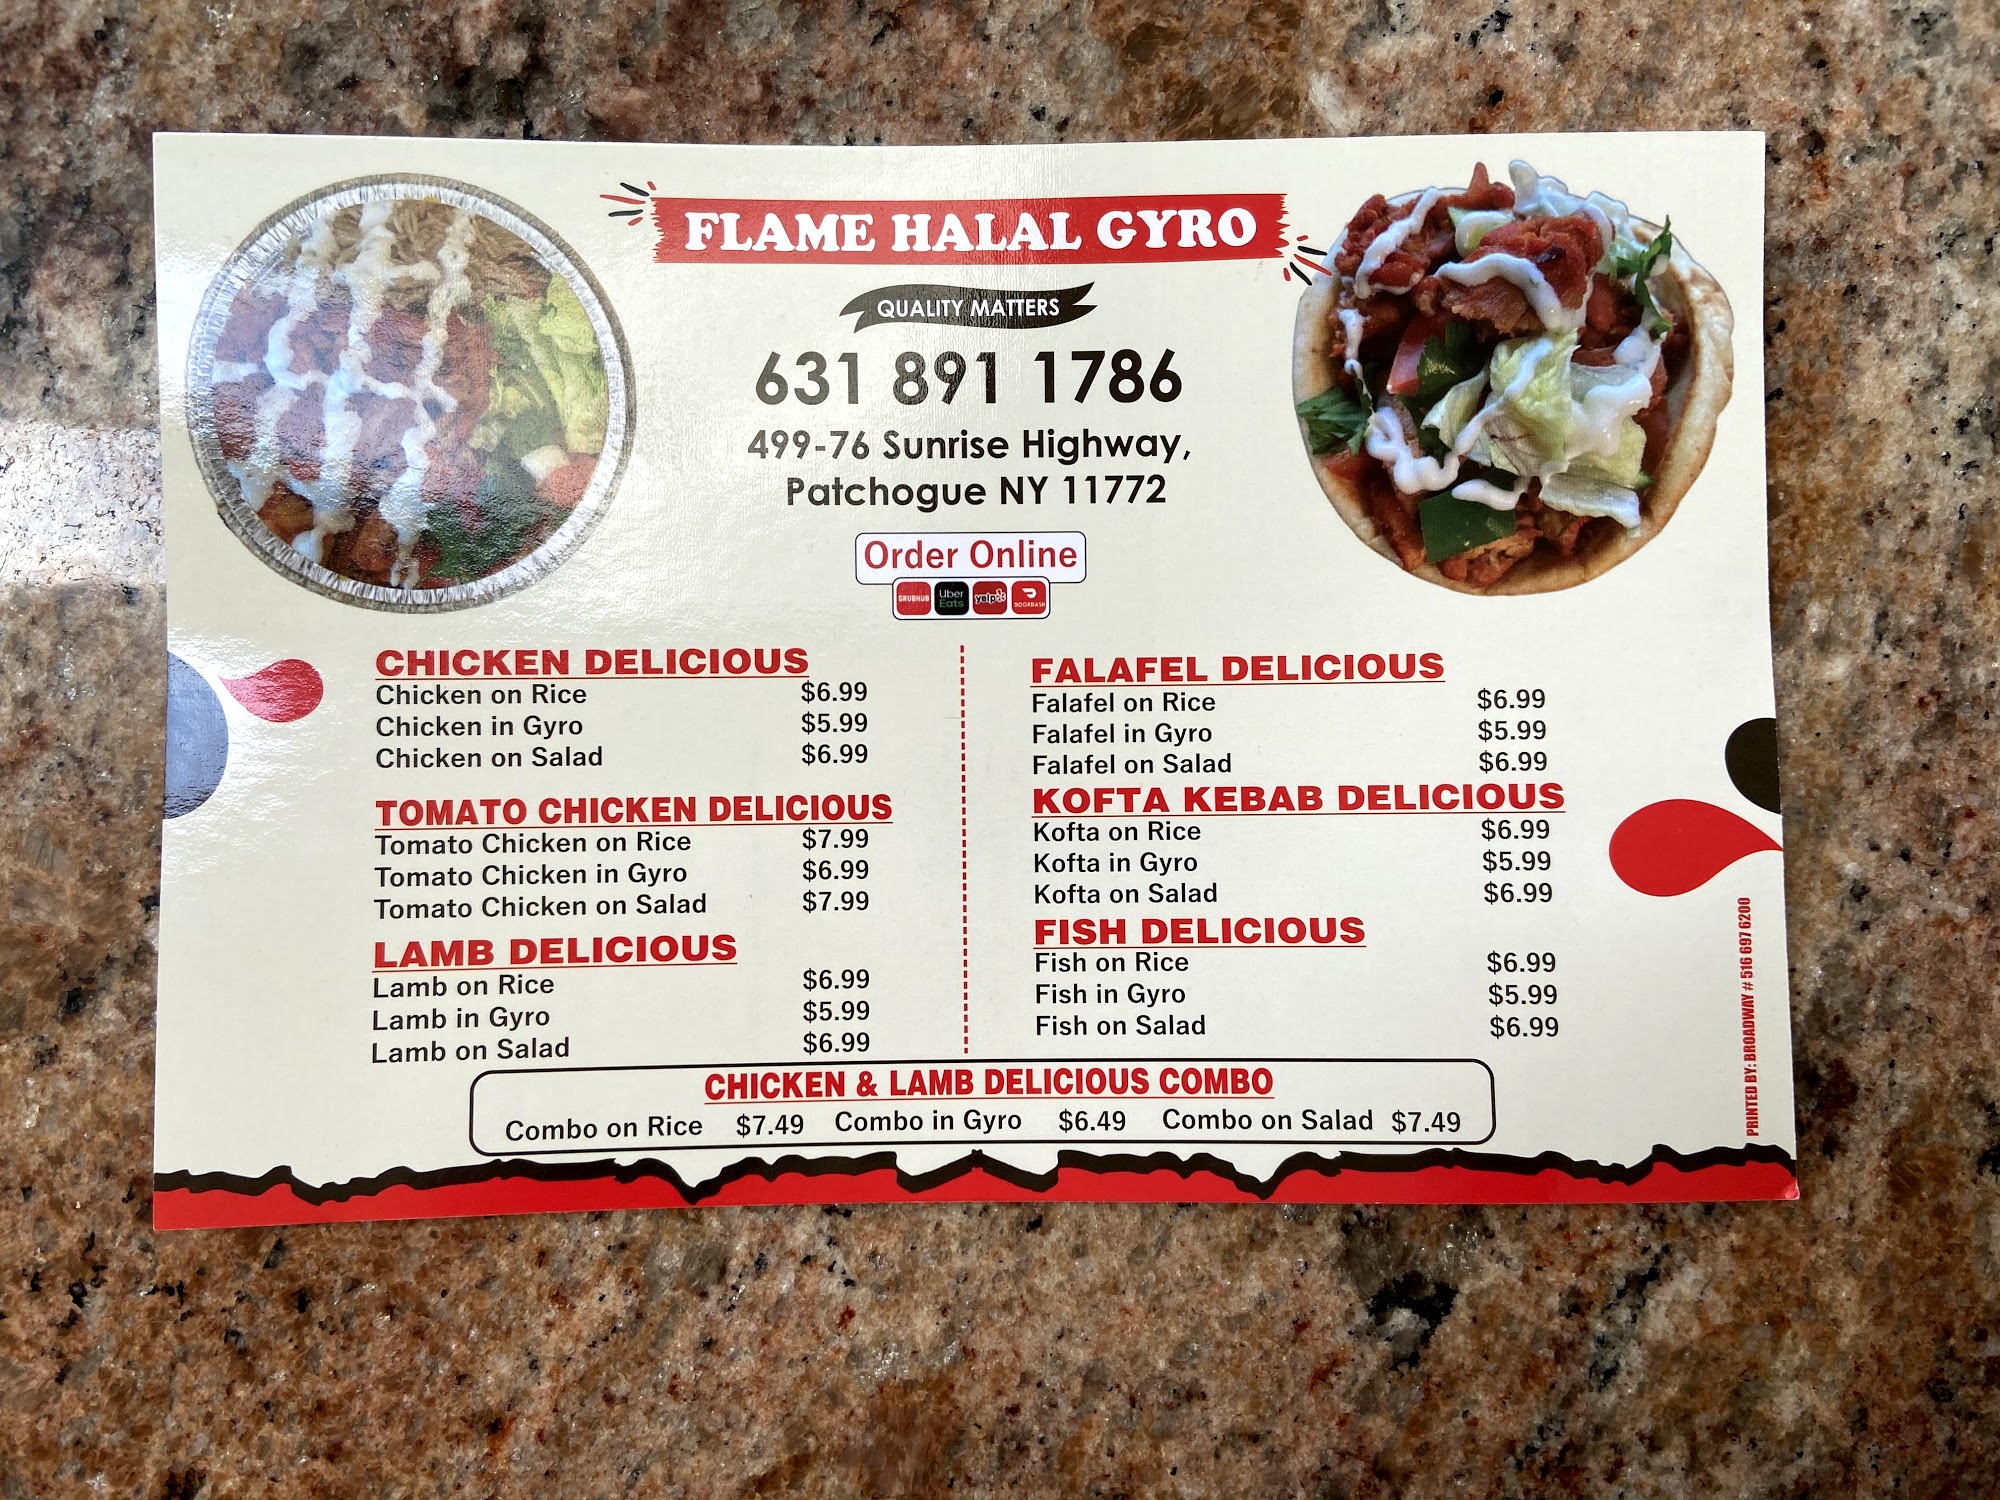 FLAME HALAL GYRO
QUALITY MATTERS
631 891 1786
499-76 Sunrise Highway,
Patchogue NY 11772
Order Online
GRUBHUB Uber Eats yelp DOORDASH
CHICKEN DELICIOUS
Chicken on Rice $6.99
Chicken in Gyro $5.99
Chicken on Salad $6.99
TOMATO CHICKEN DELICIOUS
Tomato Chicken on Rice $7.99
Tomato Chicken in Gyro $6.99
Tomato Chicken on Salad $7.99
LAMB DELICIOUS
Lamb on Rice $6.99
Lamb in Gyro $5.99
Lamb on Salad $6.99
FALAFEL DELICIOUS
Falafel on Rice $6.99
Falafel in Gyro $5.99
Falafel on Salad $6.99
KOFTA KEBAB DELICIOUS
Kofta on Rice $6.99
Kofta in Gyro $5.99
Kofta on Salad $6.99
FISH DELICIOUS
Fish on Rice $6.99
Fish in Gyro $5.99
Fish on Salad $6.99
CHICKEN & LAMB DELICIOUS COMBO
Combo on Rice $7.49 Combo in Gyro $6.49 Combo on Salad $7.49
PRINTED BY: BROADWAY # 516 697 6200